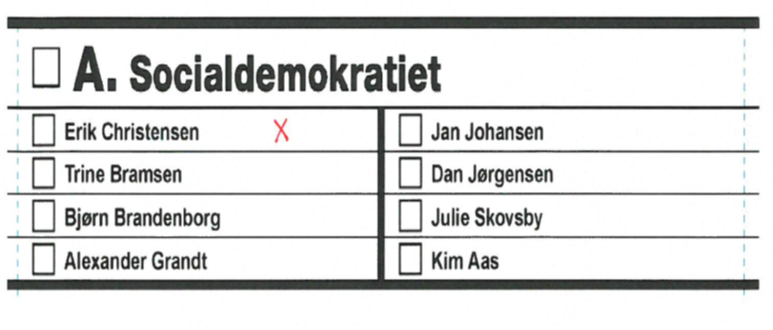 A. Socialdemokratiet
Erik Christensen X
Trine Bramsen
Bjørn Brandenborg
Alexander Grandt
Jan Johansen
Dan Jørgensen
Julie Skovsby
Kim Aas